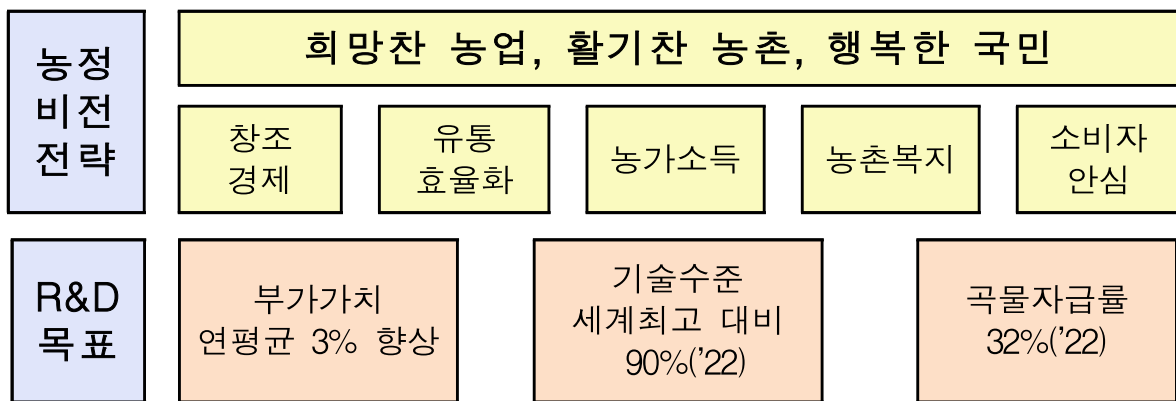 농정
비전
전략
희망찬 농업, 활기찬 농촌, 행복한 국민
창조
경제
유통
효율화
농가소득
농촌복지
소비자
안심
R&D
목표
부가가치
연평균 3% 향상
기술수준
세계최고 대비
90%('22)
곡물자급률
32%('22)